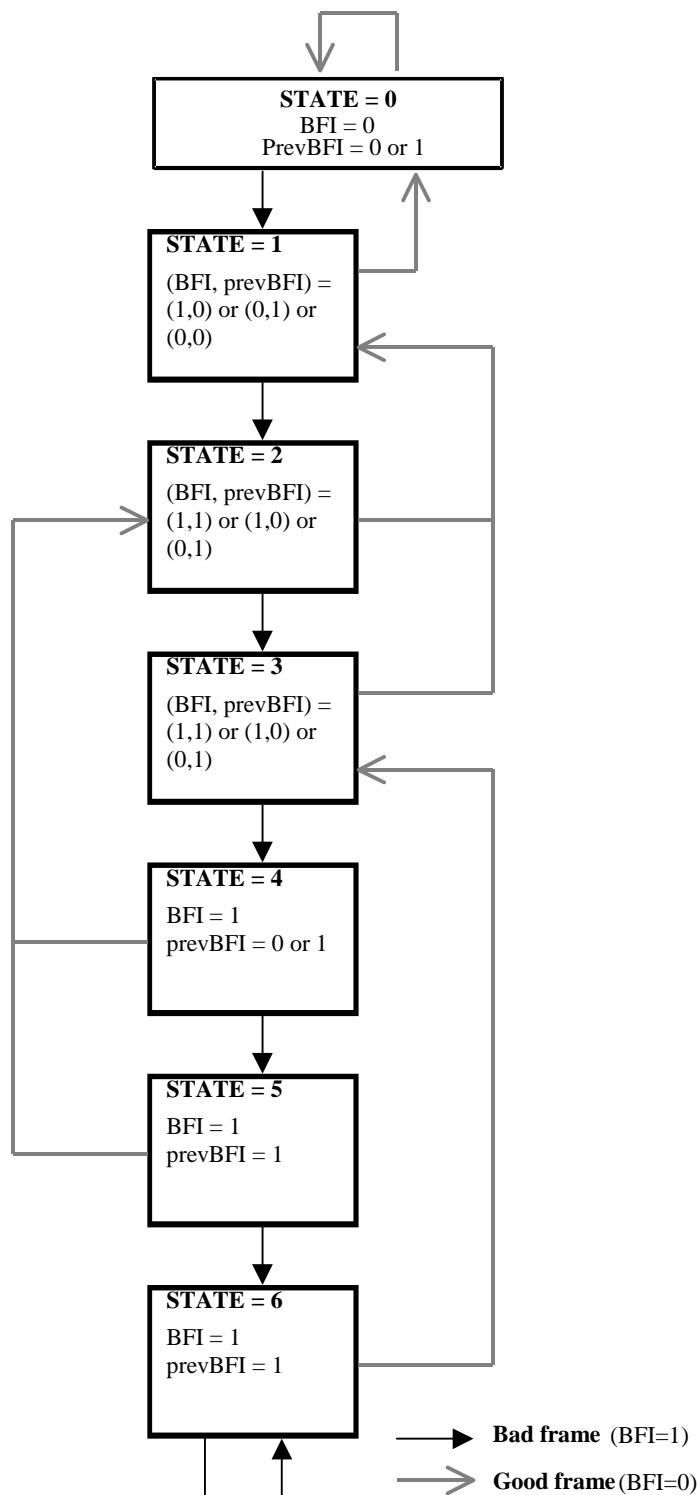 STATE = 0
BFI = 0
PrevBFI = 0 or 1
STATE = 1
(BFI, prevBFI) =
(1,0) or (0,1) or
(0,0)
STATE = 2
(BFI, prevBFI) =
(1,1) or (1,0) or
(0,1)
STATE = 3
(BFI, prevBFI) =
(1,1) or (1,0) or
(0,1)
STATE = 4
BFI = 1
prevBFI = 0 or 1
STATE = 5
BFI = 1
prevBFI = 1
STATE = 6
BFI = 1
prevBFI = 1
Bad frame (BFI=1)
Good frame (BFI=0)